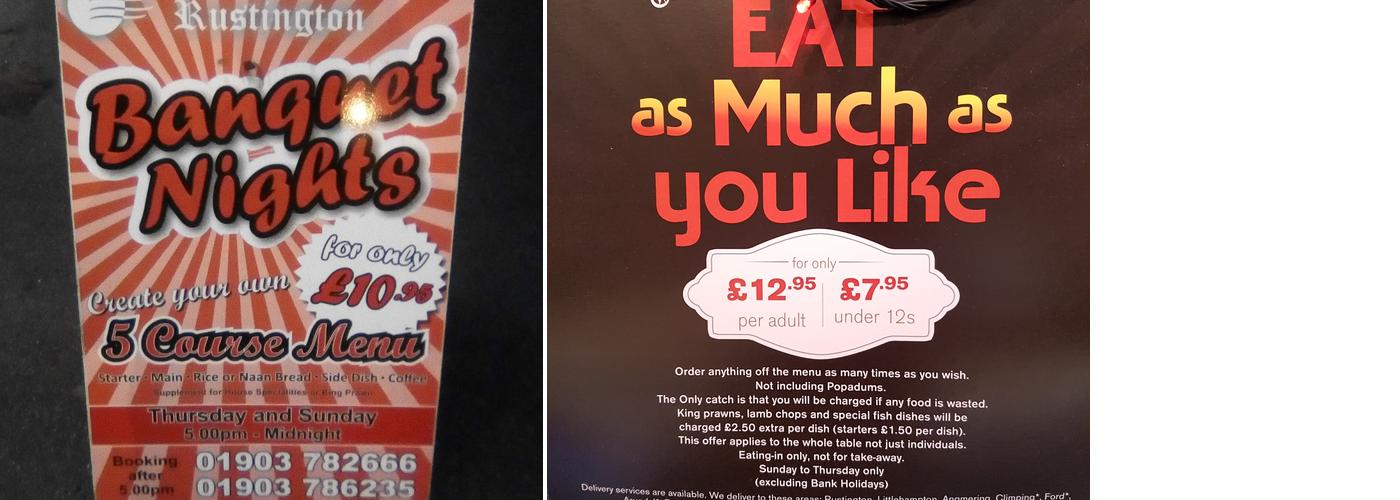 Rustington
Banquet
Nights
for only
£10.95
Create your own
5 Course Menu
Starter · Main · Rice or Naan Bread · Side Dish · Coffee
Supplement for House Specialities or King Prawn
Thursday and Sunday
5.00pm - Midnight
Booking
after
5.00pm
01903 782666
01903 786235
EAT
as Much as
you Like
for only
£12.95 £7.95
per adult under 12s
Order anything off the menu as many times as you wish.
Not including Popadums.
The Only catch is that you will be charged if any food is wasted.
King prawns, lamb chops and special fish dishes will be
charged £2.50 extra per dish (starters £1.50 per dish).
This offer applies to the whole table not just individuals.
Eating-in only, not for take-away.
Sunday to Thursday only
(excluding Bank Holidays)
Delivery services are available. We deliver to these areas: Rustington, Littlehampton, Angmering, Climping*, Ford*,